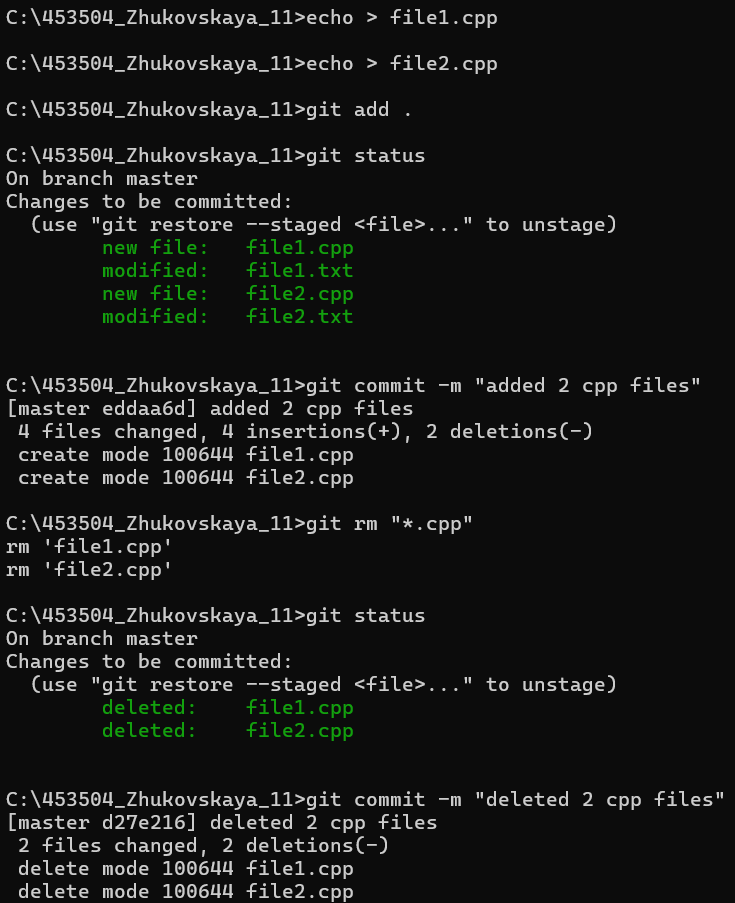 C:\453504_Zhukovskaya_11>echo > file1.cpp
C:\453504_Zhukovskaya_11>echo > file2.cpp
C:\453504_Zhukovskaya_11>git add .
C:\453504_Zhukovskaya_11>git status
On branch master
Changes to be committed:
  (use "git restore --staged <file>..." to unstage)
        new file:   file1.cpp
        modified:   file1.txt
        new file:   file2.cpp
        modified:   file2.txt
C:\453504_Zhukovskaya_11>git commit -m "added 2 cpp files"
[master eddaa6d] added 2 cpp files
 4 files changed, 4 insertions(+), 2 deletions(-)
 create mode 100644 file1.cpp
 create mode 100644 file2.cpp
C:\453504_Zhukovskaya_11>git rm "*.cpp"
rm 'file1.cpp'
rm 'file2.cpp'
C:\453504_Zhukovskaya_11>git status
On branch master
Changes to be committed:
  (use "git restore --staged <file>..." to unstage)
        deleted:    file1.cpp
        deleted:    file2.cpp
C:\453504_Zhukovskaya_11>git commit -m "deleted 2 cpp files"
[master d27e216] deleted 2 cpp files
 2 files changed, 2 deletions(-)
 delete mode 100644 file1.cpp
 delete mode 100644 file2.cpp